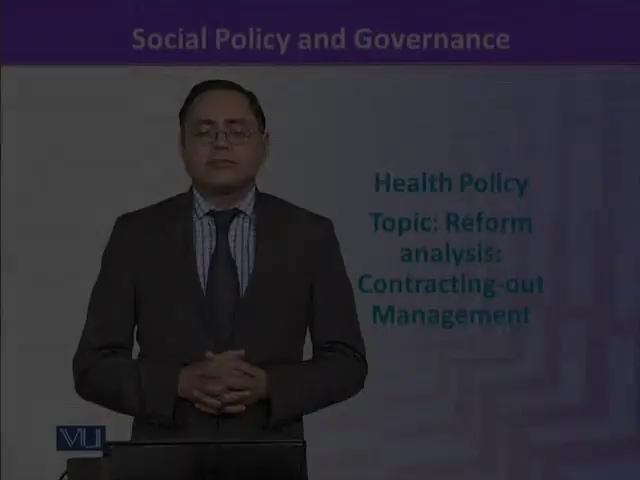 Social Policy and Governance
Health Policy
Topic: Reform
analysis:
Contracting-out
Management
VU